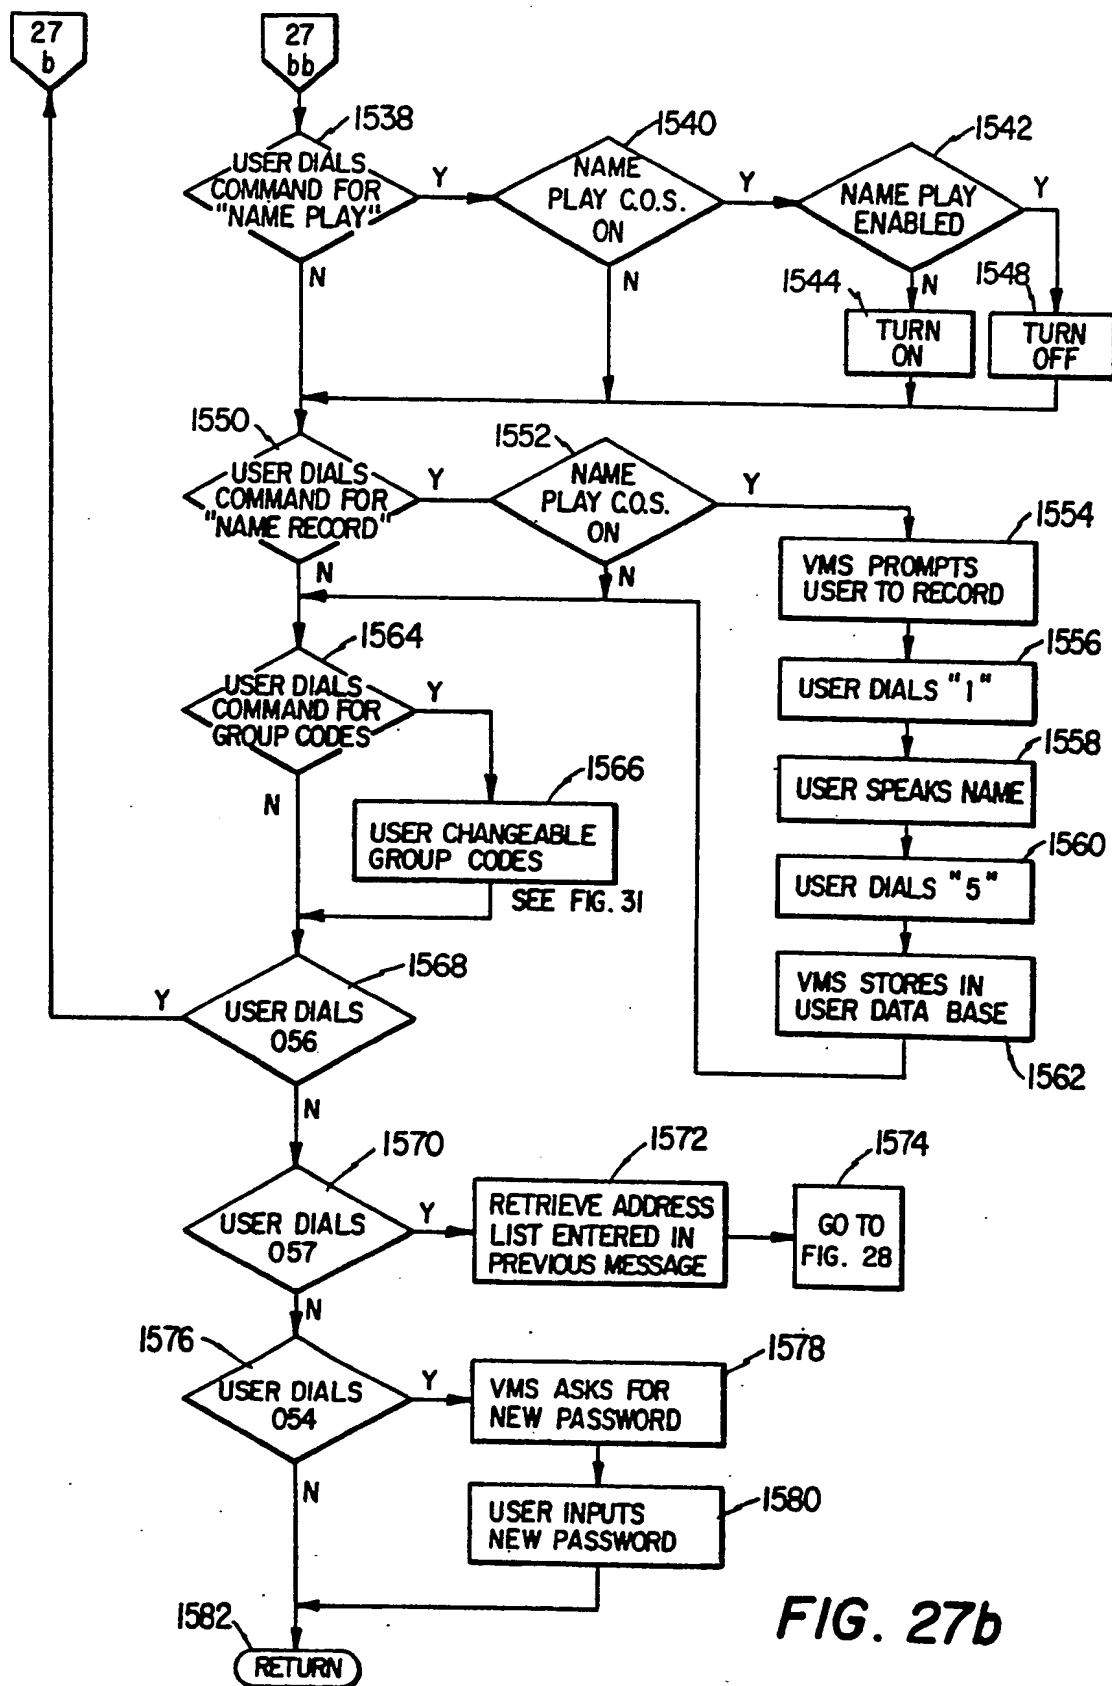 27
b
27
bb
1538
1540
1542
USER DIALS
COMMAND FOR
"NAME PLAY"
Y
NAME
PLAY C.O.S.
ON
Y
NAME PLAY
ENABLED
Y
N
N
N
1544
1548
TURN
ON
TURN
OFF
1550
1552
USER DIALS
COMMAND FOR
"NAME RECORD"
Y
NAME
PLAY C.O.S.
ON
Y
N
N
1554
VMS PROMPTS
USER TO RECORD
1556
USER DIALS "1"
1558
USER SPEAKS NAME
1560
USER DIALS "5"
VMS STORES IN
USER DATA BASE
1562
1564
USER DIALS
COMMAND FOR
GROUP CODES
Y
N
1566
USER CHANGEABLE
GROUP CODES
SEE FIG. 31
1568
Y
USER DIALS
056
N
1570
USER DIALS
057
Y
1572
RETRIEVE ADDRESS
LIST ENTERED IN
PREVIOUS MESSAGE
1574
GO TO
FIG. 28
N
1576
USER DIALS
054
Y
1578
VMS ASKS FOR
NEW PASSWORD
N
1580
USER INPUTS
NEW PASSWORD
1582
RETURN
FIG. 27b